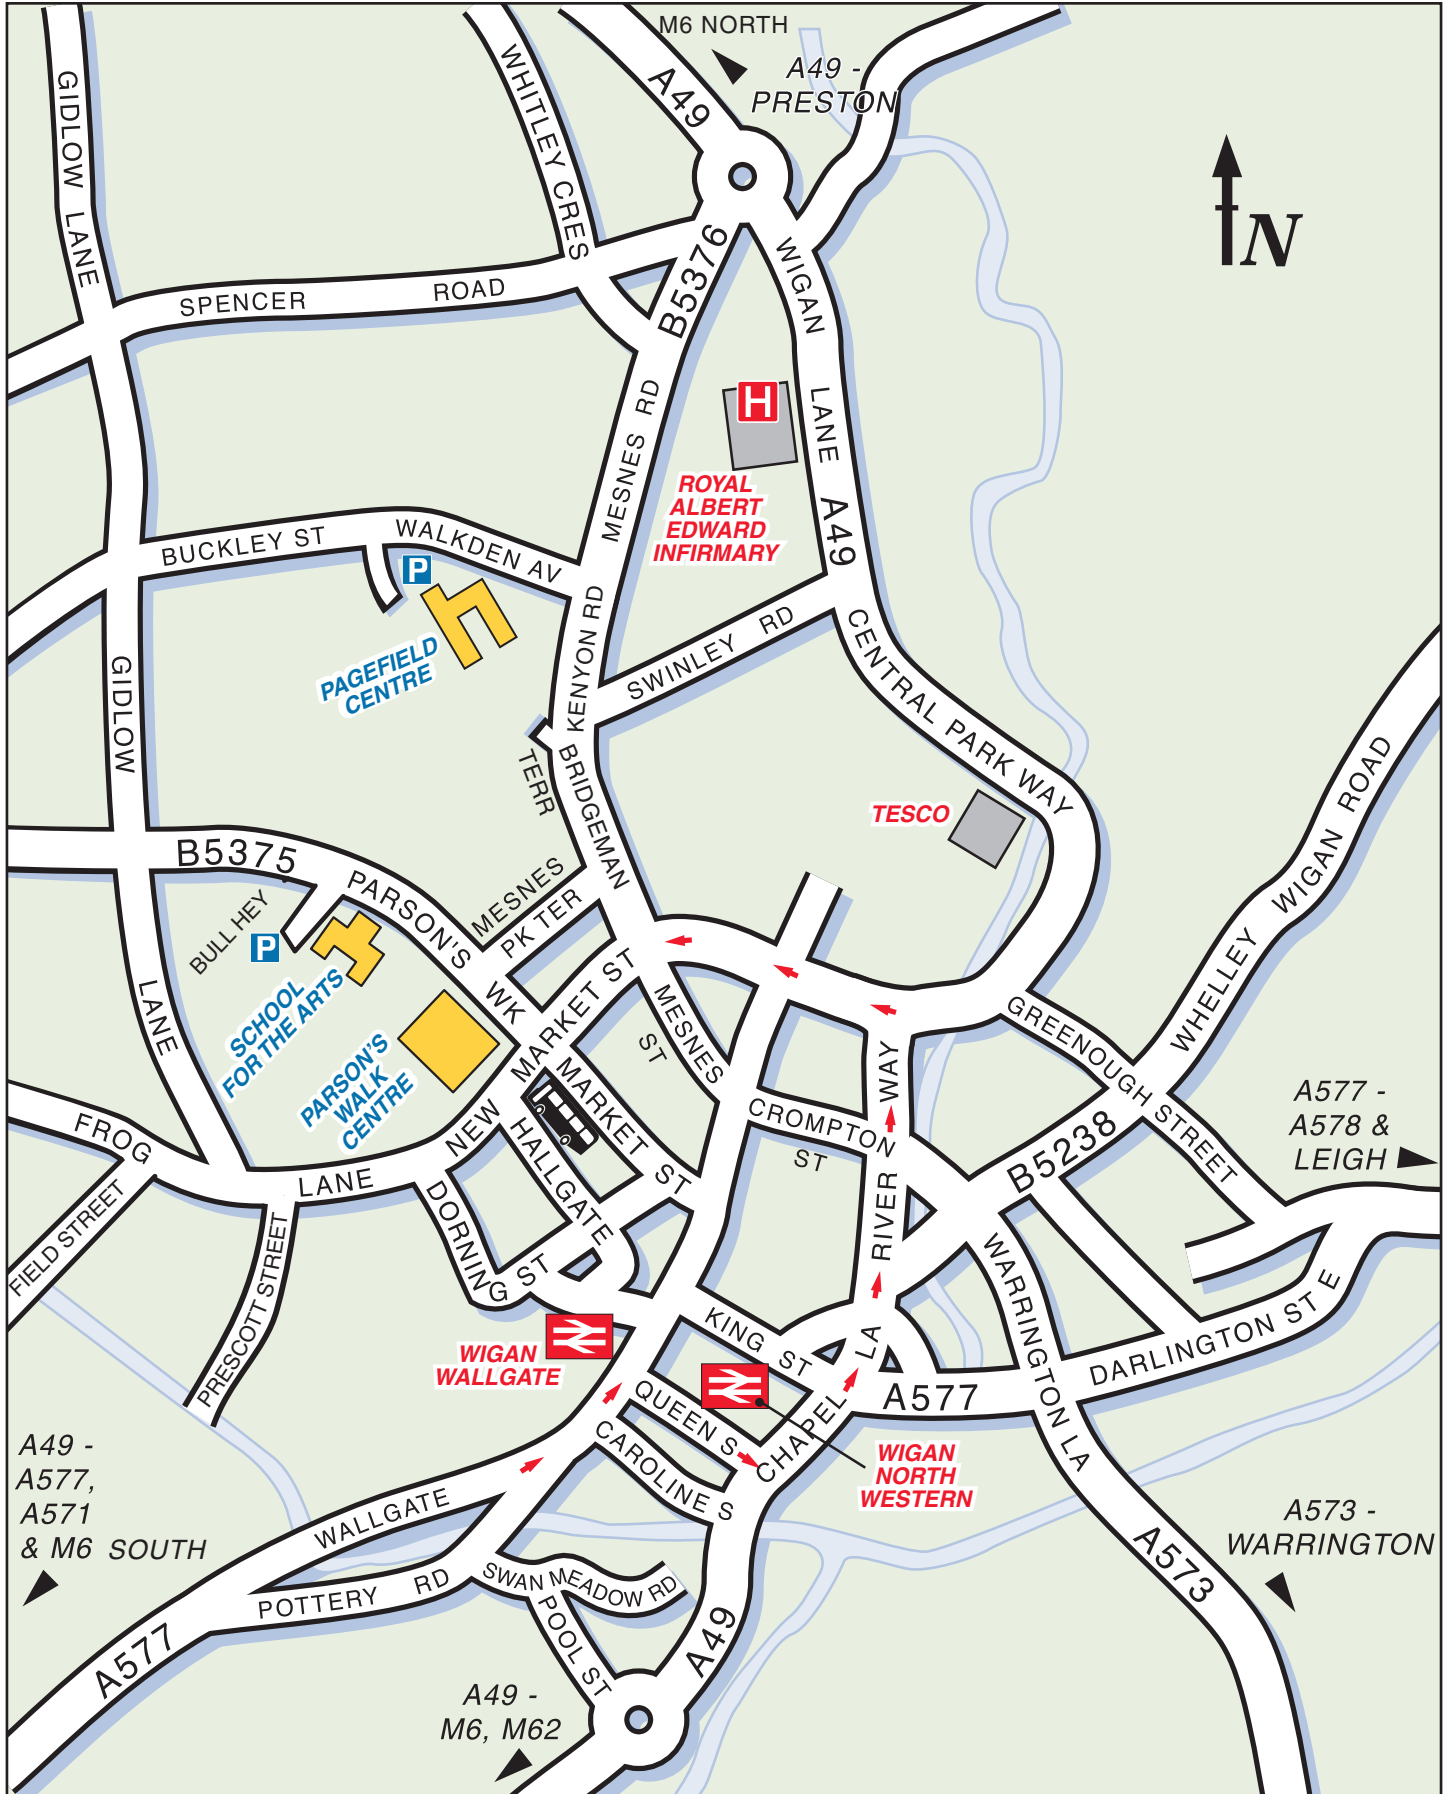 M6 NORTH
A49 -
PRESTON
A49
WHITLEY CRES
GIDLOW LANE
N
B5376
WIGAN LANE A49
SPENCER ROAD
H
MESNES RD
ROYAL
ALBERT
EDWARD
INFIRMARY
BUCKLEY ST
WALKDEN AV
P
PAGEFIELD
CENTRE
KENYON RD
SWINLEY RD
CENTRAL PARK WAY
GIDLOW LANE
TERR
BRIDGEMAN
TESCO
WIGAN ROAD
B5375
PARSON'S WK
MESNES
PK TER
BULL HEY
P
SCHOOL
FOR THE ARTS
PARSON'S
WALK
CENTRE
MARKET ST
MESNES
ST
GREENOUGH STREET
WHELLEY
RIVER WAY
FROG LANE
NEW
MARKET ST
HALLGATE
CROMPTON
ST
B5238
A577 -
A578 &
LEIGH
FIELD STREET
PRESCOTT STREET
DORNING ST
WARRINGTON LA
DARLINGTON ST E
WIGAN
WALLGATE
KING ST
CHAPEL LA
A577
QUEEN S
CAROLINE S
WIGAN
NORTH
WESTERN
A49 -
A577,
A571
& M6 SOUTH
WALLGATE
POTTERY RD
SWAN MEADOW RD
POOL ST
A577
A49
A573
A573 -
WARRINGTON
A49 -
M6, M62